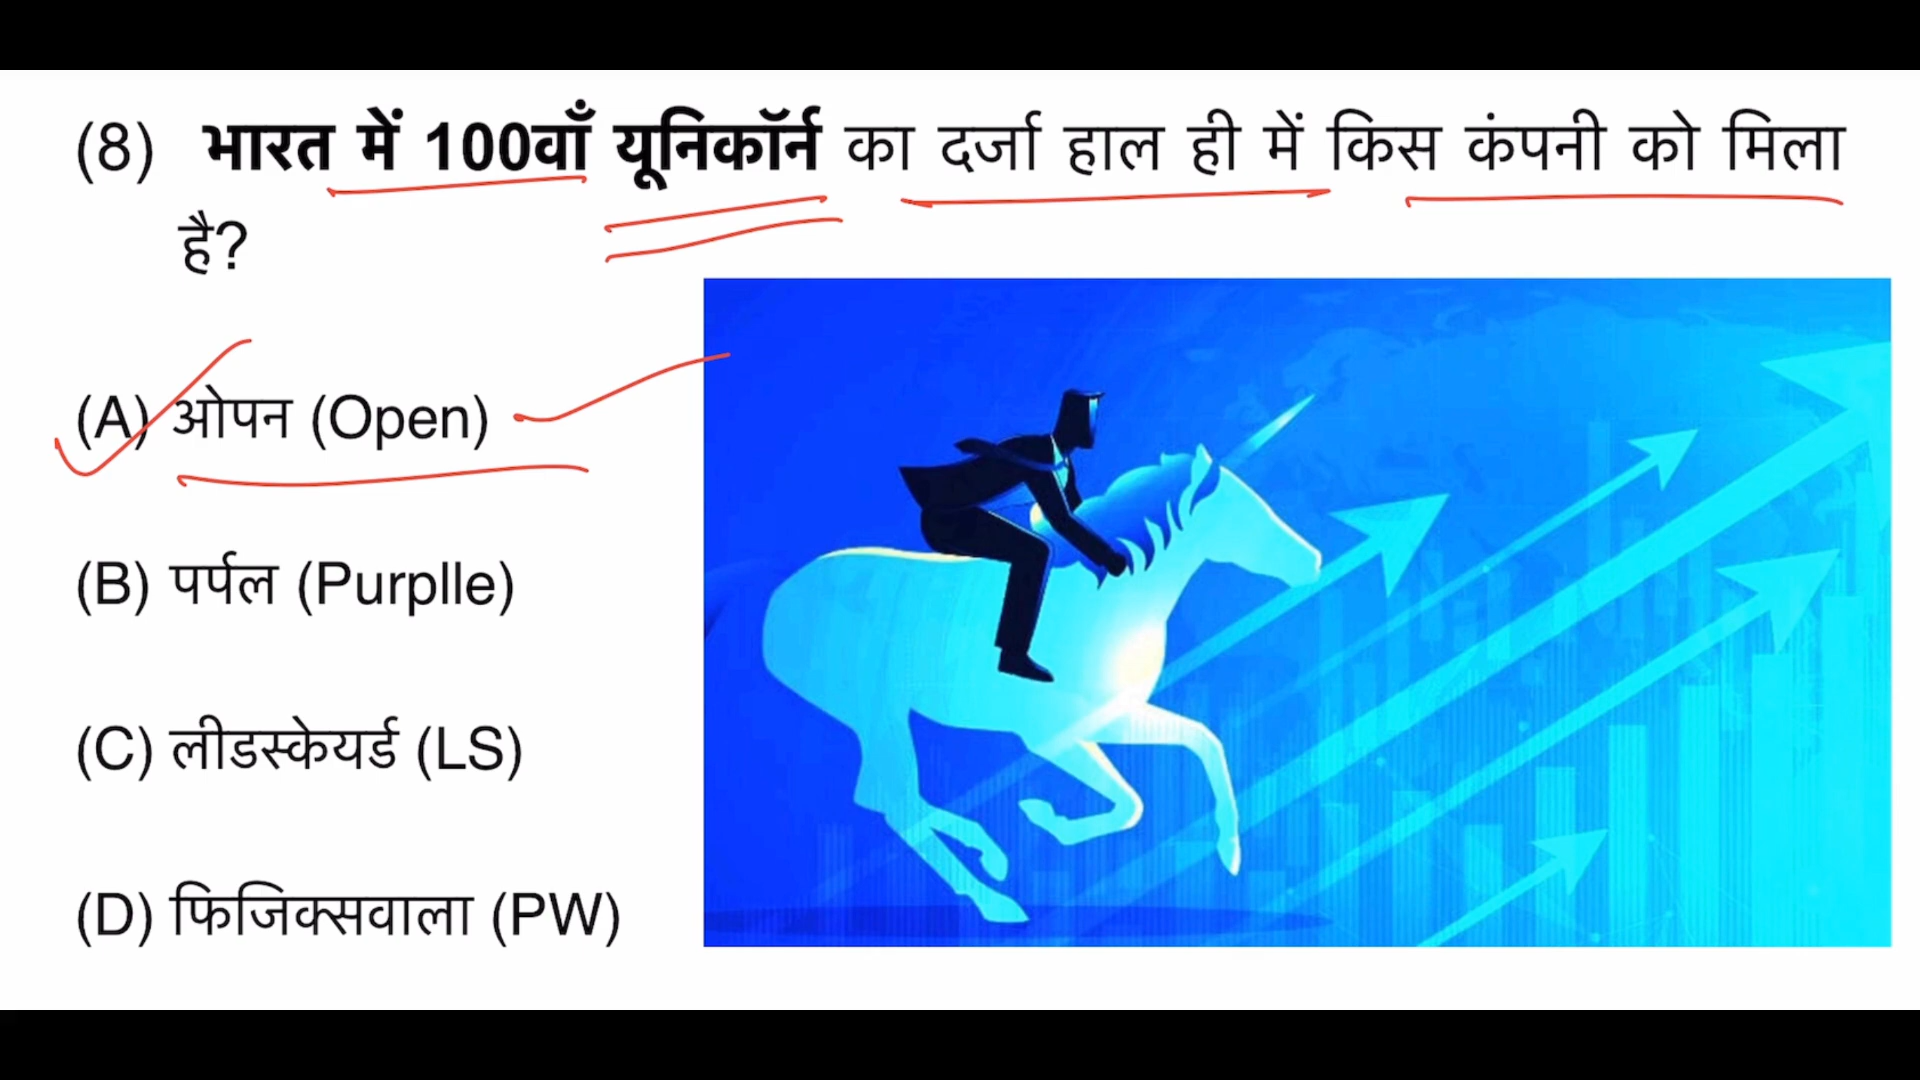 (8) भारत में 100वाँ यूनिकॉर्न का दर्जा हाल ही में किस कंपनी को मिला
है?
(A) ओपन (Open)
(B) पर्पल (Purplle)
(C) लीडस्केयर्ड (LS)
(D) फिजिक्सवाला (PW)